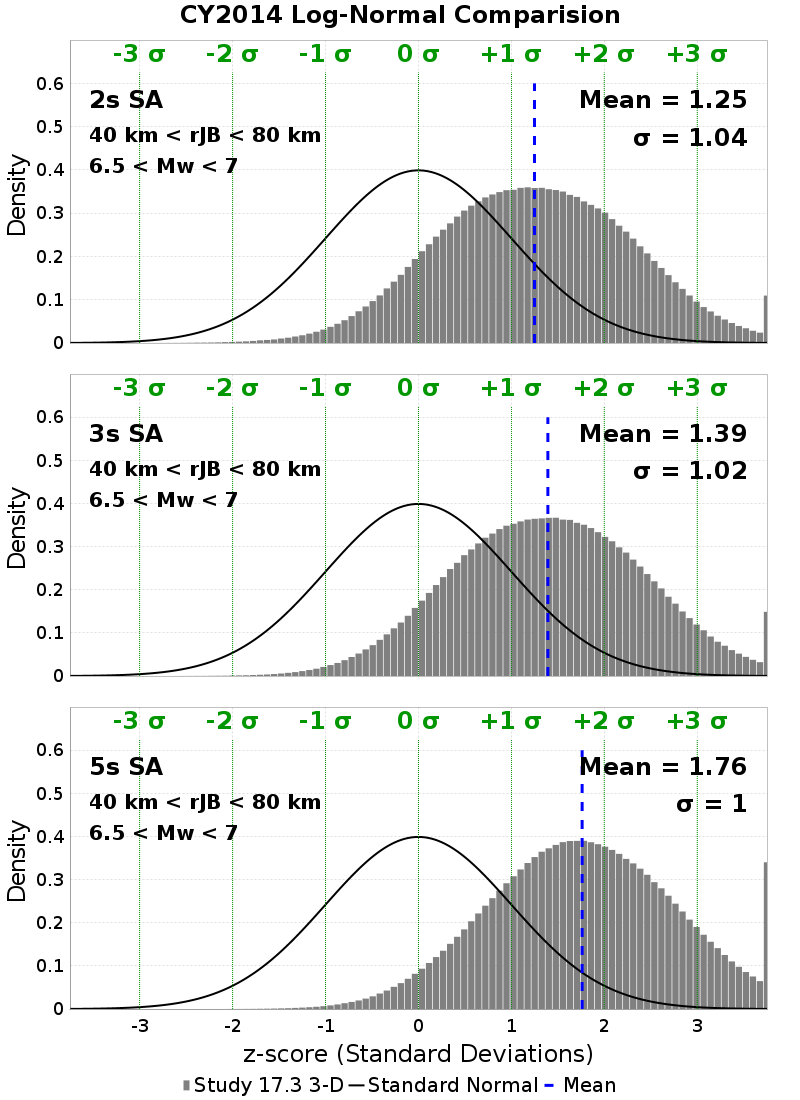 CY2014 Log-Normal Comparision
-3 σ -2 σ -1 σ 0 σ +1 σ +2 σ +3 σ
0.6
2s SA
Mean = 1.25
0.5
40 km < rJB < 80 km
σ = 1.04
6.5 < Mw < 7
0.4
Density
0.3
0.2
0.1
0
-3 σ -2 σ -1 σ 0 σ +1 σ +2 σ +3 σ
0.6
3s SA
Mean = 1.39
0.5
40 km < rJB < 80 km
σ = 1.02
6.5 < Mw < 7
0.4
Density
0.3
0.2
0.1
0
-3 σ -2 σ -1 σ 0 σ +1 σ +2 σ +3 σ
0.6
5s SA
Mean = 1.76
0.5
40 km < rJB < 80 km
σ = 1
6.5 < Mw < 7
0.4
Density
0.3
0.2
0.1
0
-3 -2 -1 0 1 2 3
z-score (Standard Deviations)
Study 17.3 3-D Standard Normal Mean